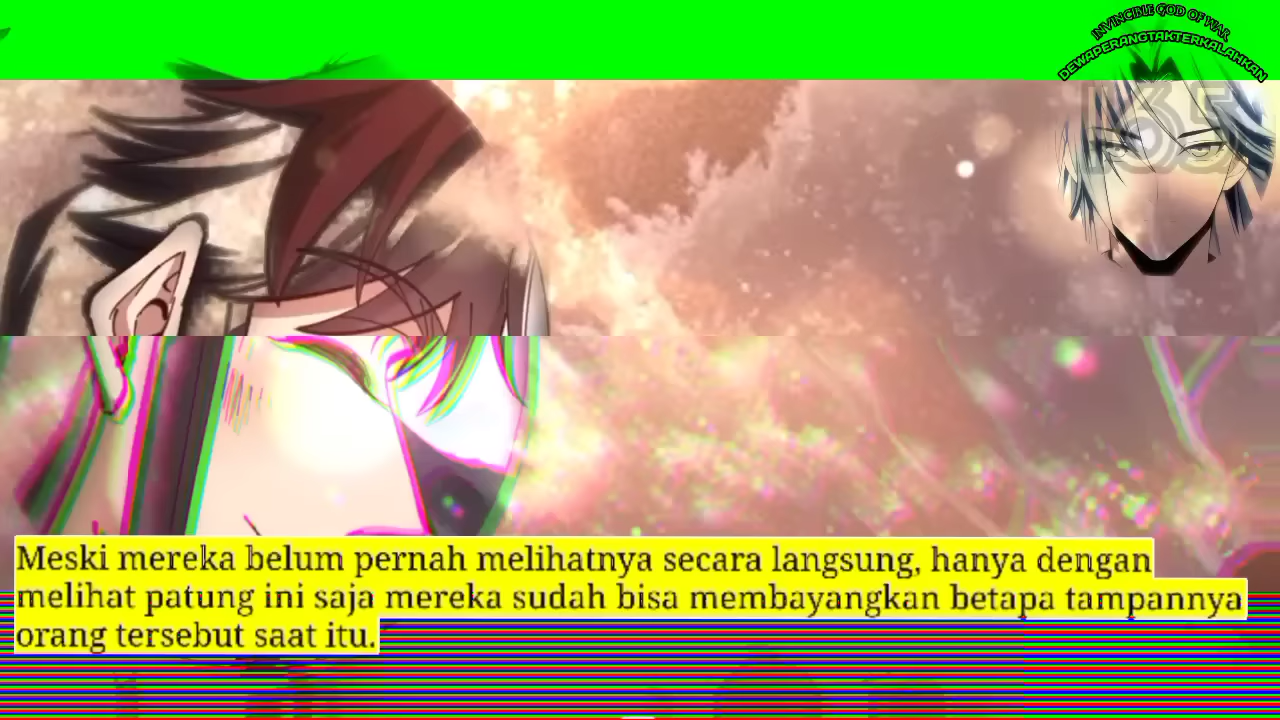 INVINCIBLE GOD OF WAR
DEWAPERANGTAKTERKALAHKAN
165
Meski mereka belum pernah melihatnya secara langsung, hanya dengan
melihat patung ini saja mereka sudah bisa membayangkan betapa tampannya
orang tersebut saat itu.